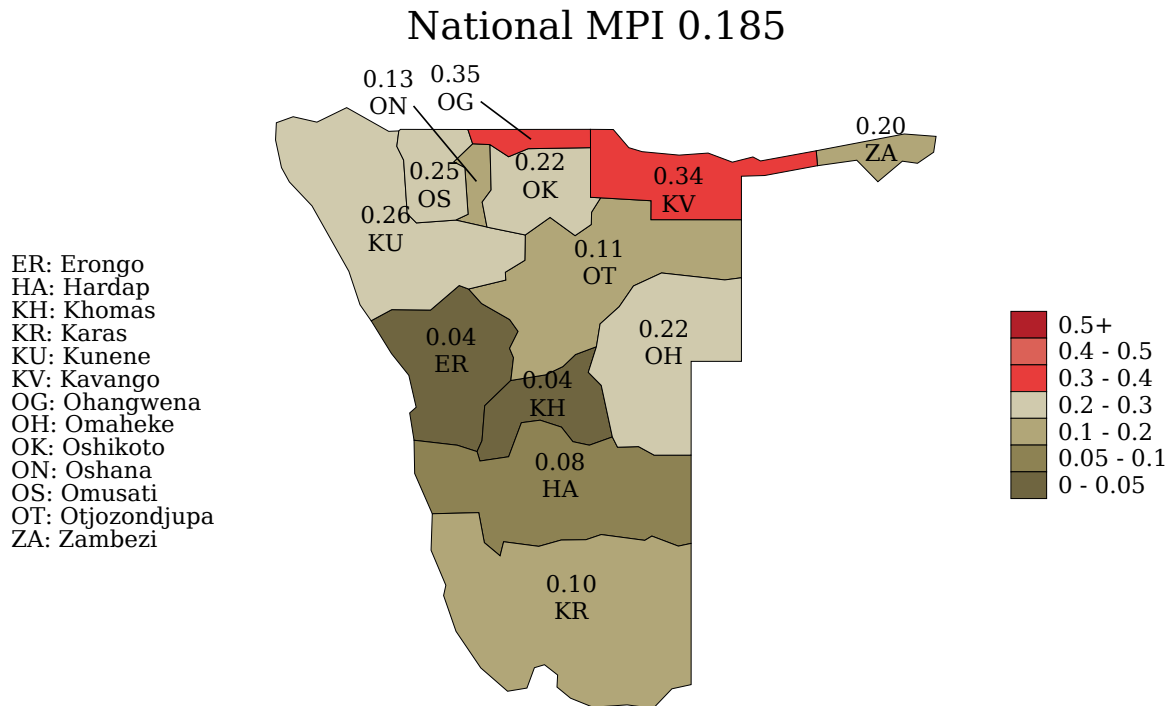 National MPI 0.185
0.13
ON
0.35
OG
0.20
ZA
0.25
OS
0.22
OK
0.34
KV
0.26
KU
0.11
OT
0.04
ER
0.04
KH
0.22
OH
0.08
HA
0.10
KR
ER: Erongo
HA: Hardap
KH: Khomas
KR: Karas
KU: Kunene
KV: Kavango
OG: Ohangwena
OH: Omaheke
OK: Oshikoto
ON: Oshana
OS: Omusati
OT: Otjozondjupa
ZA: Zambezi
0.5+
0.4 - 0.5
0.3 - 0.4
0.2 - 0.3
0.1 - 0.2
0.05 - 0.1
0 - 0.05